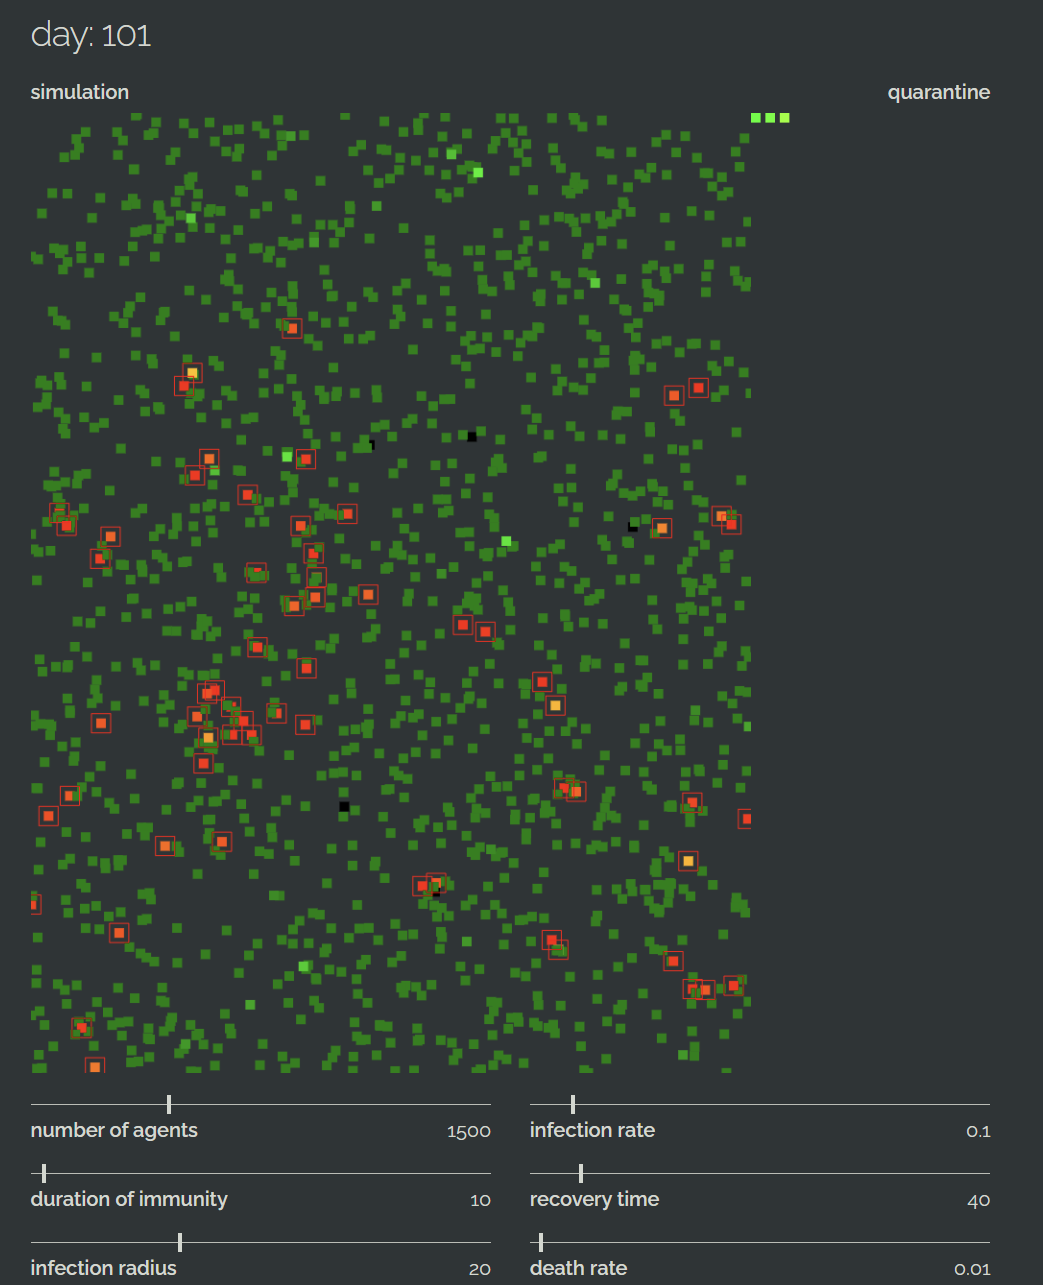 day: 101
simulation quarantine
number of agents 1500 infection rate 0.1
duration of immunity 10 recovery time 40
infection radius 20 death rate 0.01